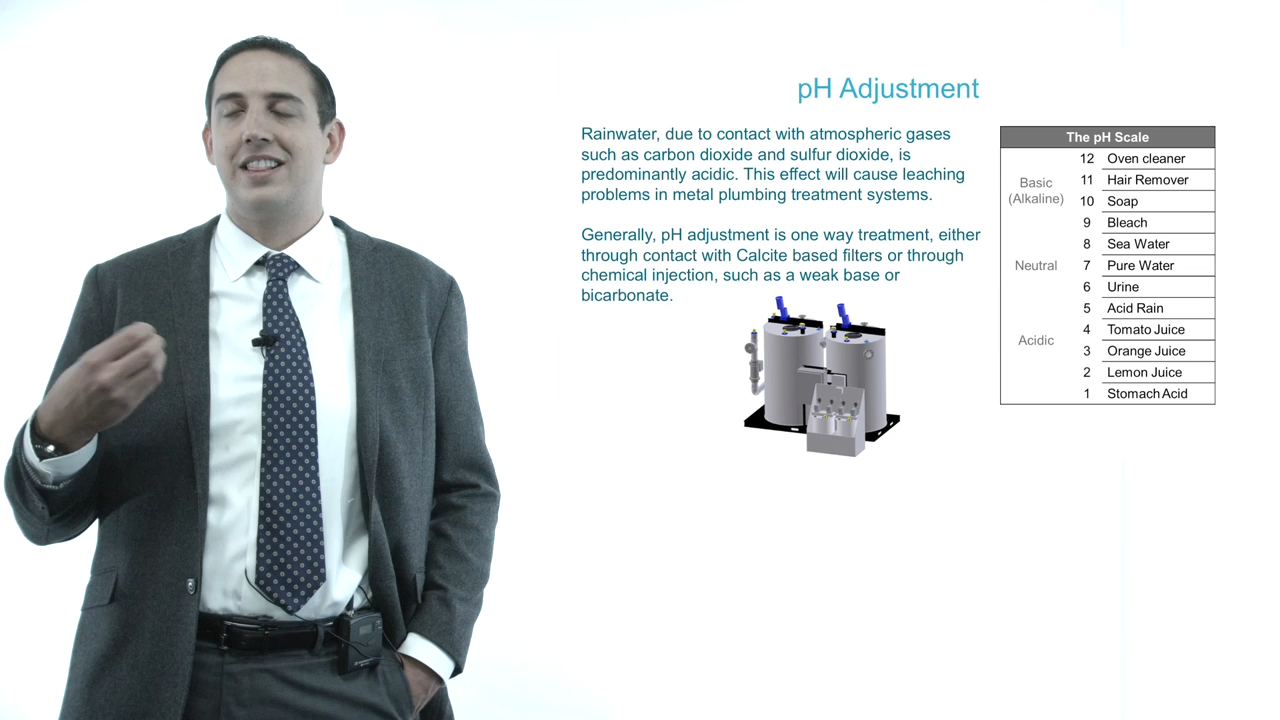 pH Adjustment
Rainwater, due to contact with atmospheric gases
such as carbon dioxide and sulfur dioxide, is
predominantly acidic. This effect will cause leaching
problems in metal plumbing treatment systems.
Generally, pH adjustment is one way treatment, either
through contact with Calcite based filters or through
chemical injection, such as a weak base or
bicarbonate.
The pH Scale
12 Oven cleaner
Basic
(Alkaline)
11 Hair Remover
10 Soap
9 Bleach
8 Sea Water
Neutral 7 Pure Water
6 Urine
5 Acid Rain
Acidic
4 Tomato Juice
3 Orange Juice
2 Lemon Juice
1 Stomach Acid